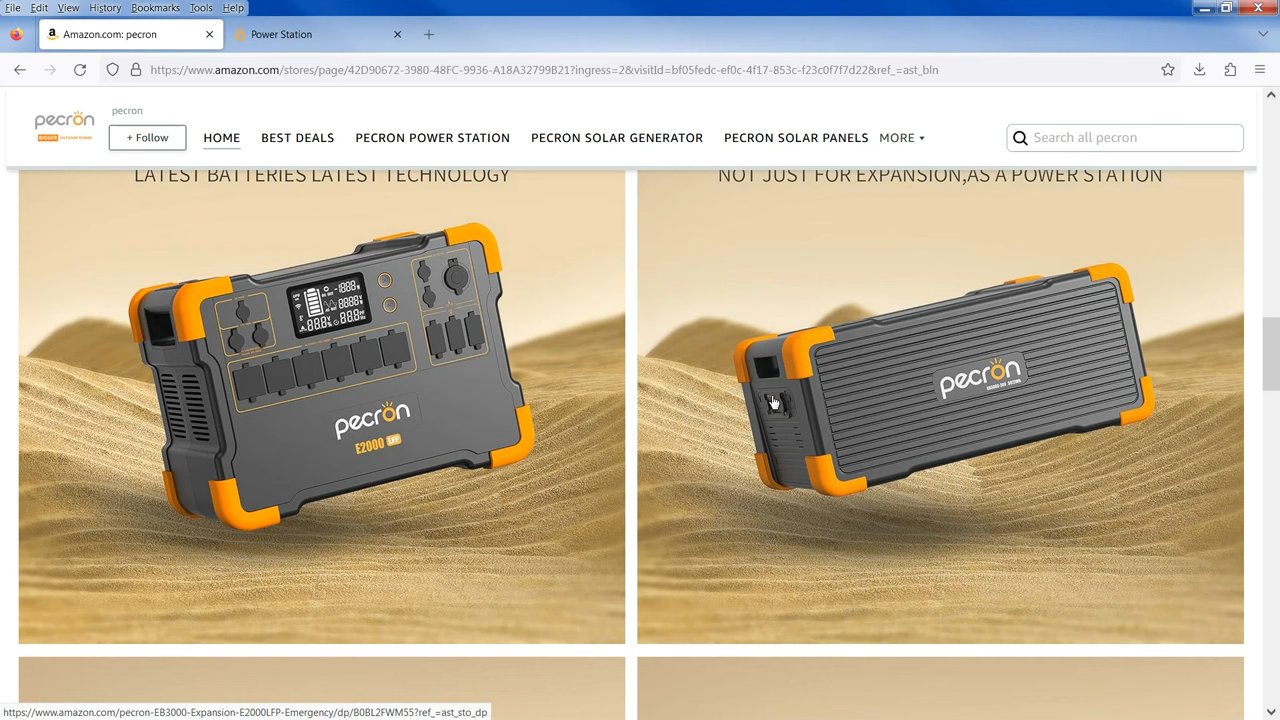 File Edit View History Bookmarks Tools Help
a Amazon.com: pecron
Power Station
https://www.amazon.com/stores/page/42D90672-3980-48FC-9936-A18A32799B21?ingress=2&visitId=bf05fedc-ef0c-4f17-853c-f23c0f7f7d22&ref_=ast_bln
pecron
pecron
+ Follow
HOME BEST DEALS PECRON POWER STATION PECRON SOLAR GENERATOR PECRON SOLAR PANELS MORE
Search all pecron
LATEST BATTERIES LATEST TECHNOLOGY
NOT JUST FOR EXPANSION,AS A POWER STATION
pecron
E2000 LFP
pecron
https://www.amazon.com/pecron-EB3000-Expansion-E2000LFP-Emergency/dp/B0BL2FWM55?ref_=ast_sto_dp